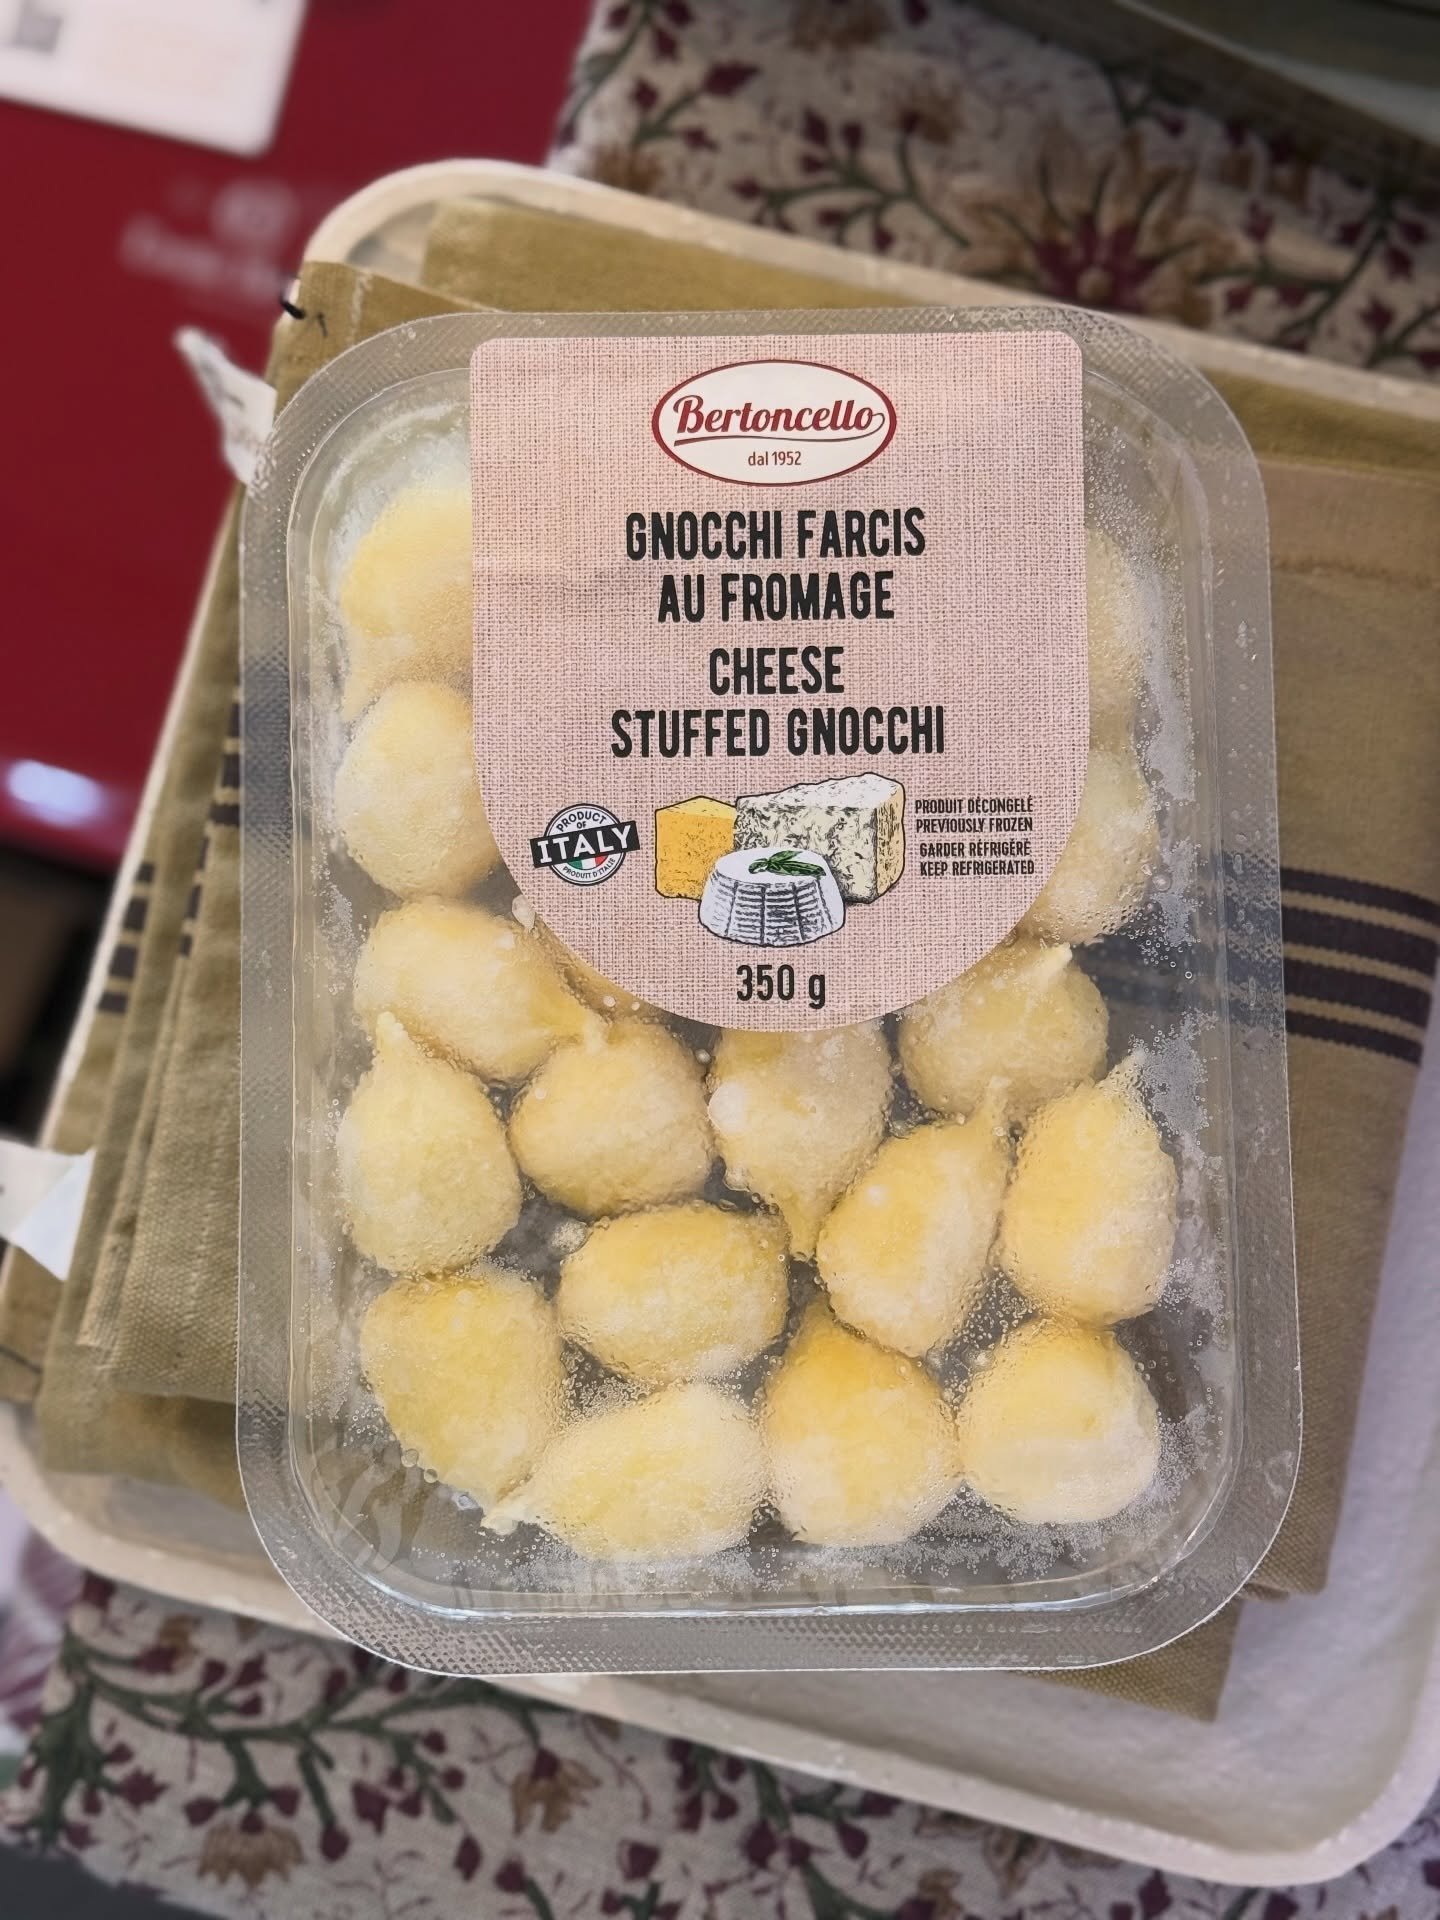 Bertoncello
dal 1952
GNOCCHI FARCIS
AU FROMAGE
CHEESE
STUFFED GNOCCHI
PRODUCT
OF
ITALY
PRODUIT D'ITALIE
PRODUIT DÉCONGELÉ
PREVIOUSLY FROZEN
GARDER RÉFRIGÉRÉ
KEEP REFRIGERATED
350 g